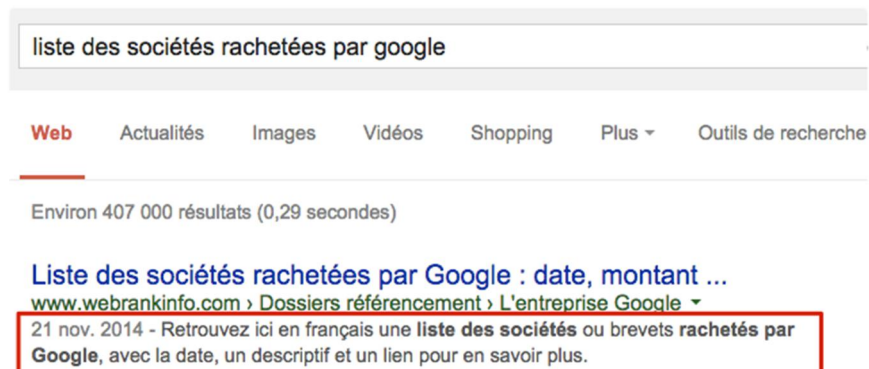 liste des sociétés rachetées par google
Web Actualités Images Vidéos Shopping Plus Outils de recherche
Environ 407 000 résultats (0,29 secondes)
Liste des sociétés rachetées par Google : date, montant ...
www.webrankinfo.com › Dossiers référencement › L'entreprise Google
21 nov. 2014 - Retrouvez ici en français une liste des sociétés ou brevets rachetés par
Google, avec la date, un descriptif et un lien pour en savoir plus.